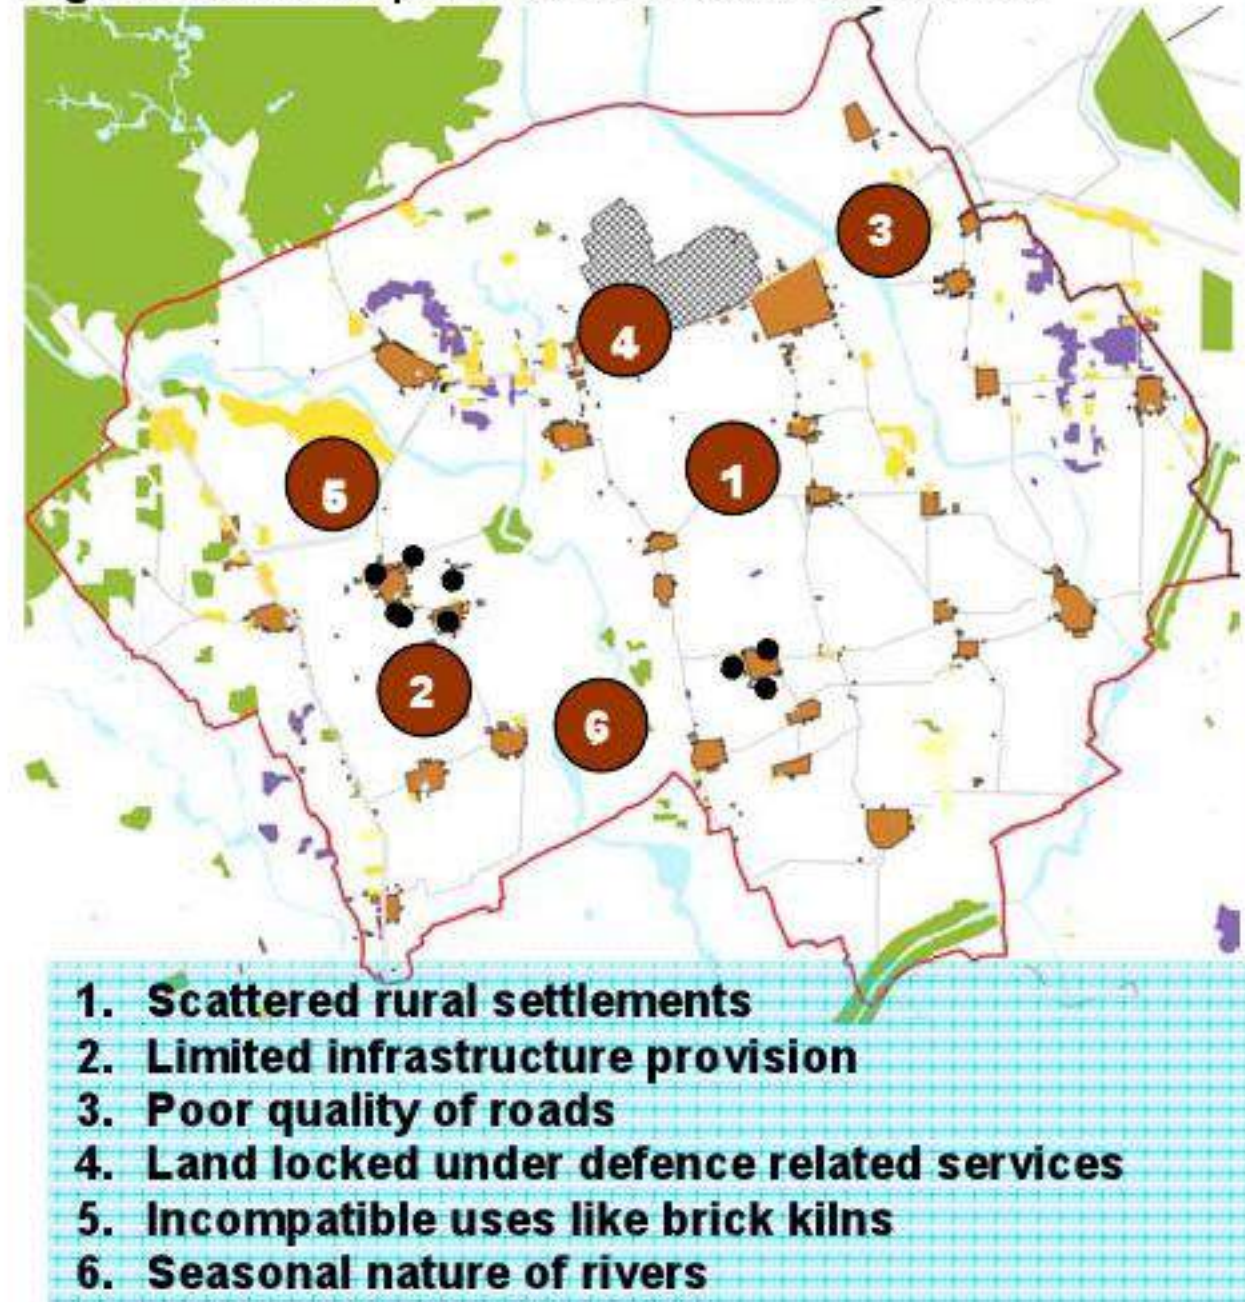 3
4
1
5
2
6
1. Scattered rural settlements
2. Limited infrastructure provision
3. Poor quality of roads
4. Land locked under defence related services
5. Incompatible uses like brick kilns
6. Seasonal nature of rivers